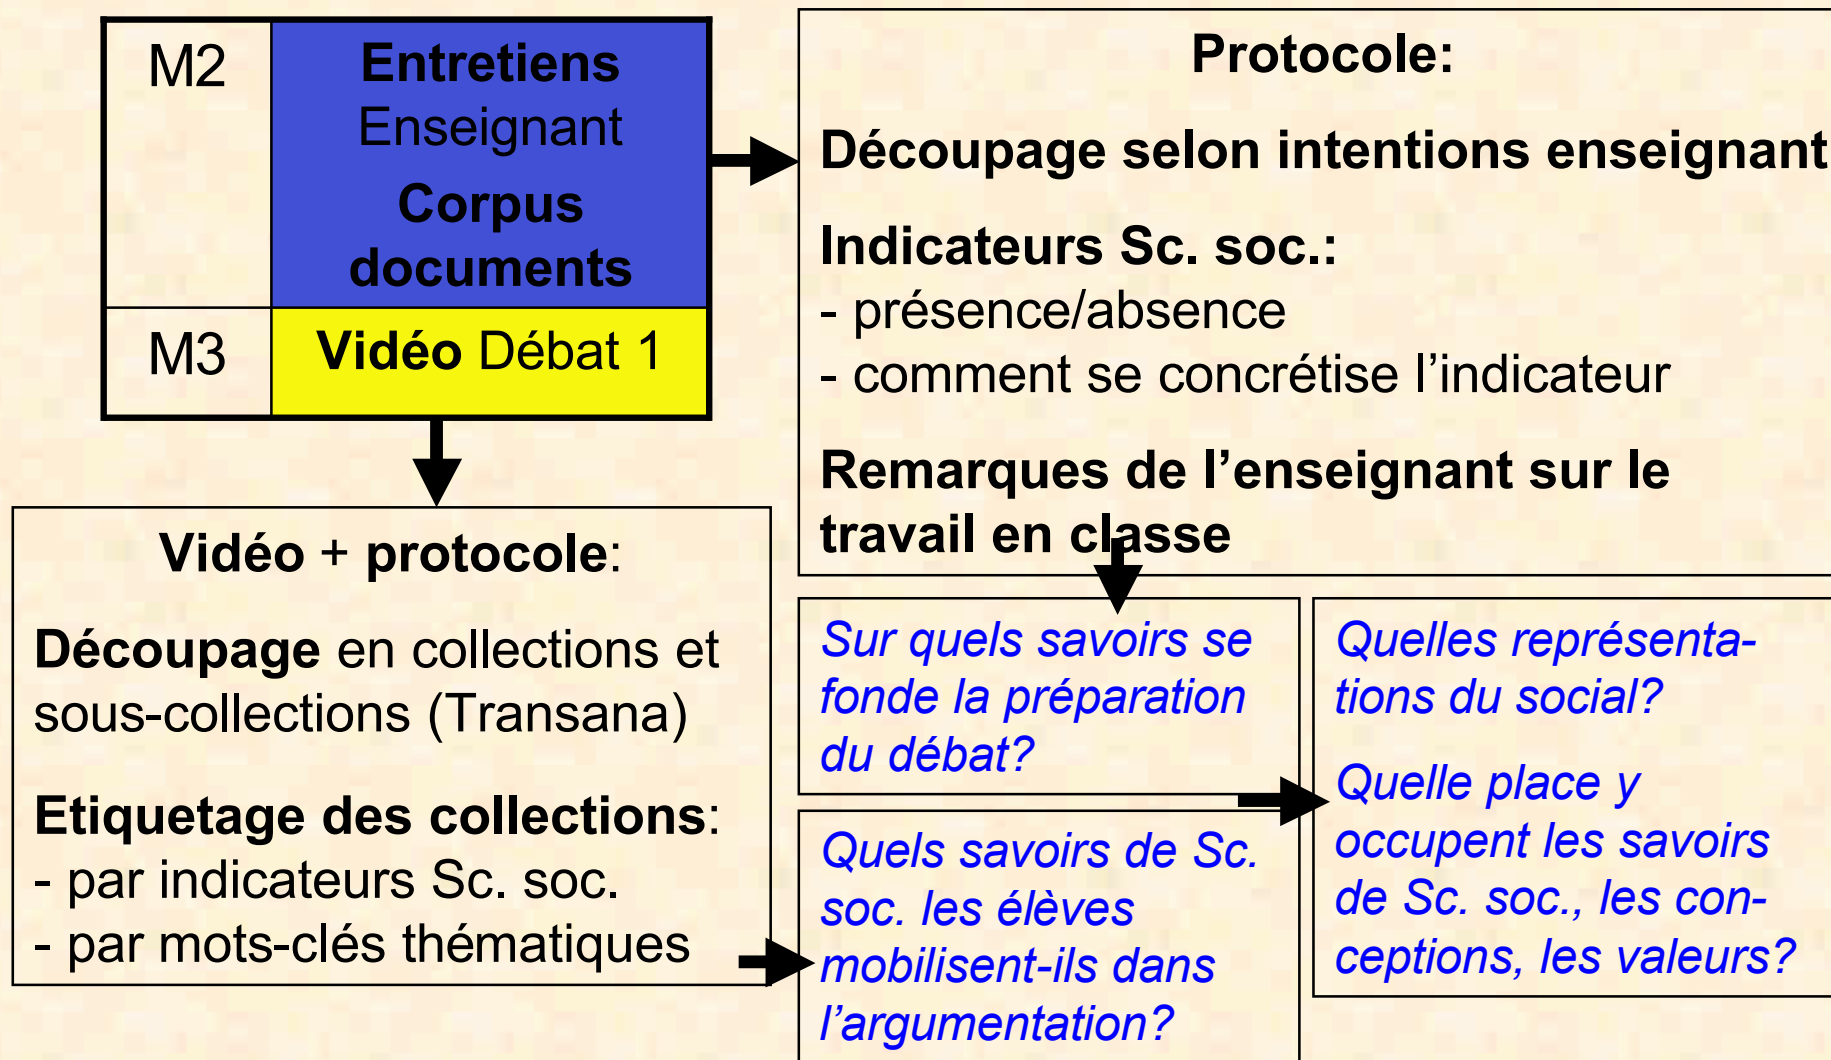 M2
Entretiens
Enseignant
Corpus
documents
M3
Vidéo Débat 1
Protocole:
Découpage selon intentions enseignant
Indicateurs Sc. soc.:
- présence/absence
- comment se concrétise l’indicateur
Remarques de l’enseignant sur le
travail en classe
Vidéo + protocole:
Découpage en collections et
sous-collections (Transana)
Etiquetage des collections:
- par indicateurs Sc. soc.
- par mots-clés thématiques
Sur quels savoirs se
fonde la préparation
du débat?
Quels savoirs de Sc.
soc. les élèves
mobilisent-ils dans
l’argumentation?
Quelles représenta-
tions du social?
Quelle place y
occupent les savoirs
de Sc. soc., les con-
ceptions, les valeurs?